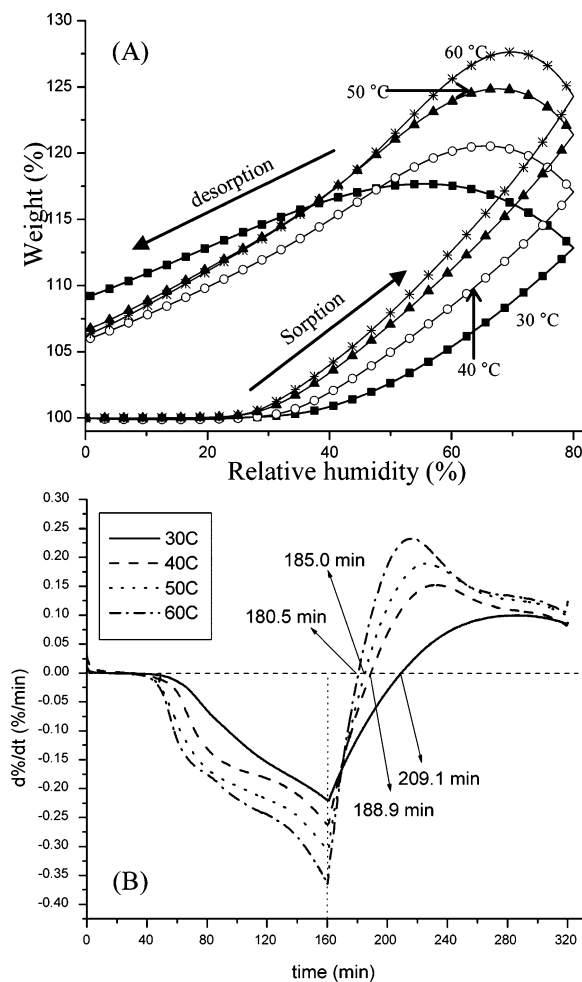 (A)
Weight (%)
130
125
120
115
110
105
100
60 °C
50 °C
desorption
Sorption
30 °C
40 °C
0
20
40
60
80
Relative humidity (%)
0.30
0.25
0.20
0.15
0.10
0.05
0.00
-0.05
-0.10
-0.15
-0.20
-0.25
-0.30
-0.35
-0.40
d%/dt (%/min)
30C
40C
50C
60C
185.0 min
180.5 min
209.1 min
188.9 min
(B)
0
40
80
120
160
200
240
280
320
time (min)